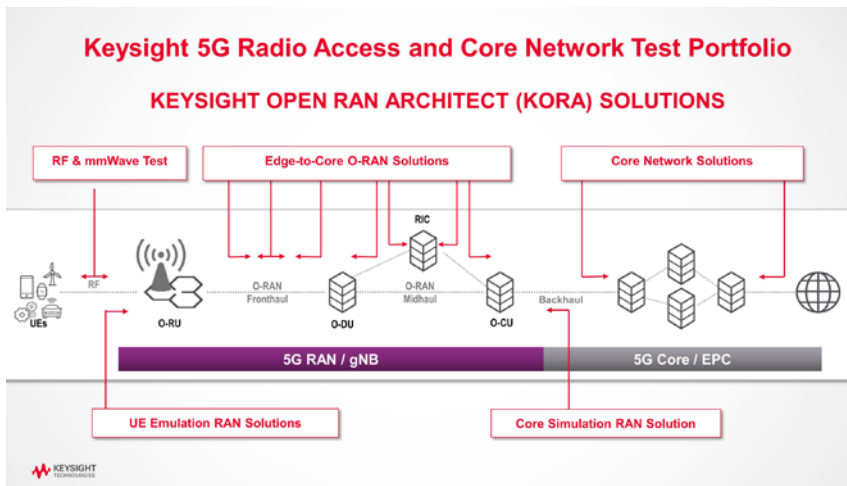 Keysight 5G Radio Access and Core Network Test Portfolio
KEYSIGHT OPEN RAN ARCHITECT (KORA) SOLUTIONS
RF & mmWave Test
Edge-to-Core O-RAN Solutions
Core Network Solutions
RIC
RF
O-RAN
Fronthaul
O-RAN
Midhaul
Backhaul
UEs
O-RU
O-DU
O-CU
5G RAN / gNB
5G Core / EPC
UE Emulation RAN Solutions
Core Simulation RAN Solution
KEYSIGHT
TECHNOLOGIES